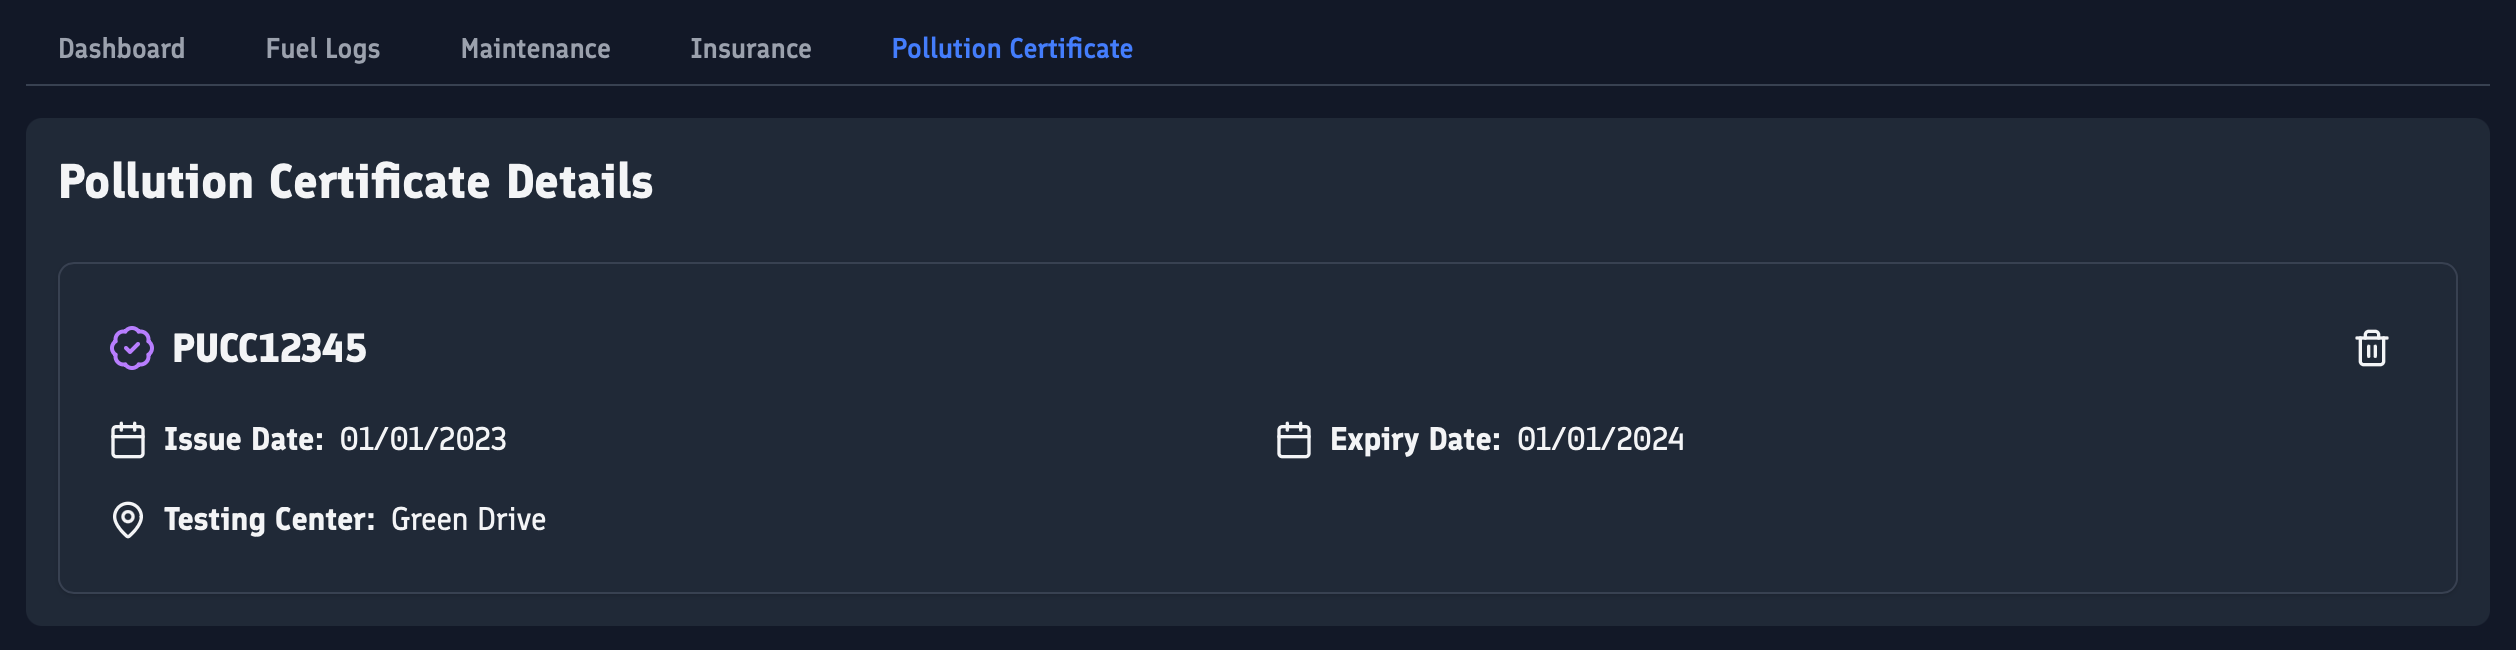 Dashboard Fuel Logs Maintenance Insurance Pollution Certificate
Pollution Certificate Details
PUCC12345
Issue Date: 01/01/2023 Expiry Date: 01/01/2024
Testing Center: Green Drive